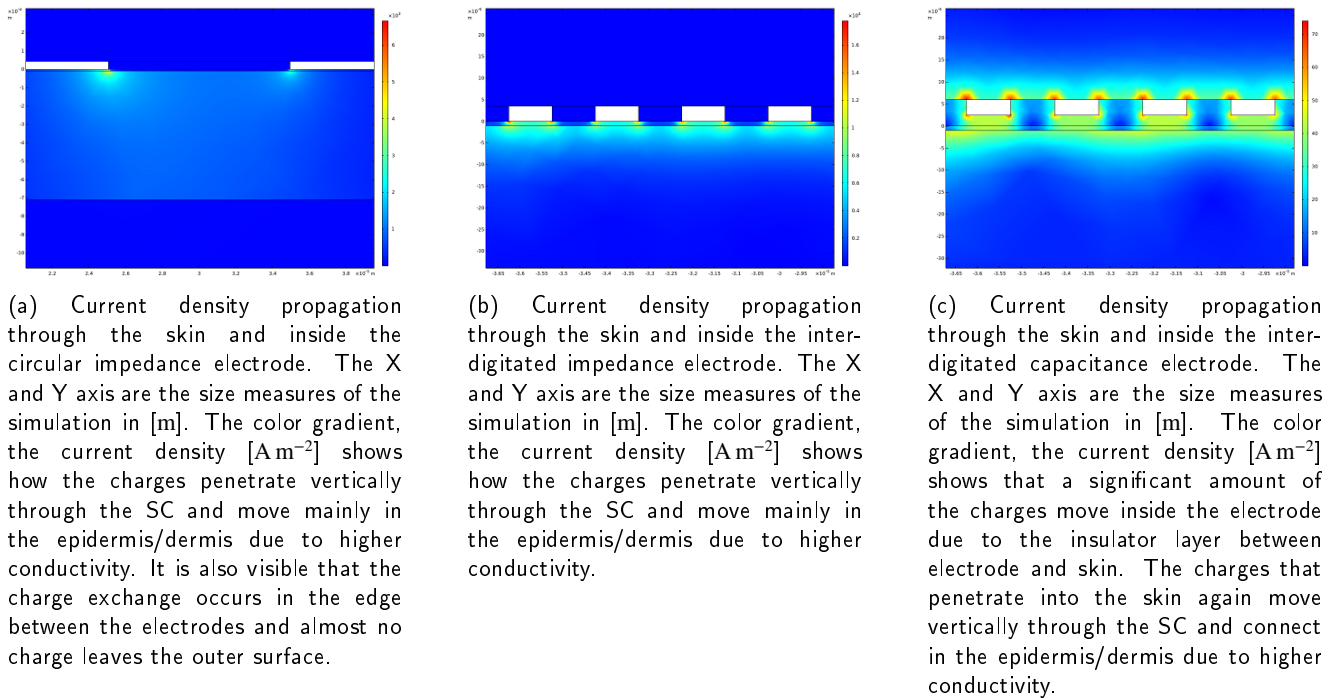 (a) Current density propagation
through the skin and inside the
circular impedance electrode. The X
and Y axis are the size measures of the
simulation in [m]. The color gradient,
the current density [A m⁻²] shows
how the charges penetrate vertically
through the SC and move mainly in
the epidermis/dermis due to higher
conductivity. It is also visible that the
charge exchange occurs in the edge
between the electrodes and almost no
charge leaves the outer surface.
(b) Current density propagation
through the skin and inside the inter-
digitated impedance electrode. The X
and Y axis are the size measures of the
simulation in [m]. The color gradient,
the current density [A m⁻²] shows
how the charges penetrate vertically
through the SC and move mainly in
the epidermis/dermis due to higher
conductivity.
(c) Current density propagation
through the skin and inside the inter-
digitated capacitance electrode. The
X and Y axis are the size measures
of the simulation in [m]. The color
gradient, the current density [A m⁻²]
shows that a significant amount of
the charges move inside the electrode
due to the insulator layer between
electrode and skin. The charges that
penetrate into the skin again move
vertically through the SC and connect
in the epidermis/dermis due to higher
conductivity.